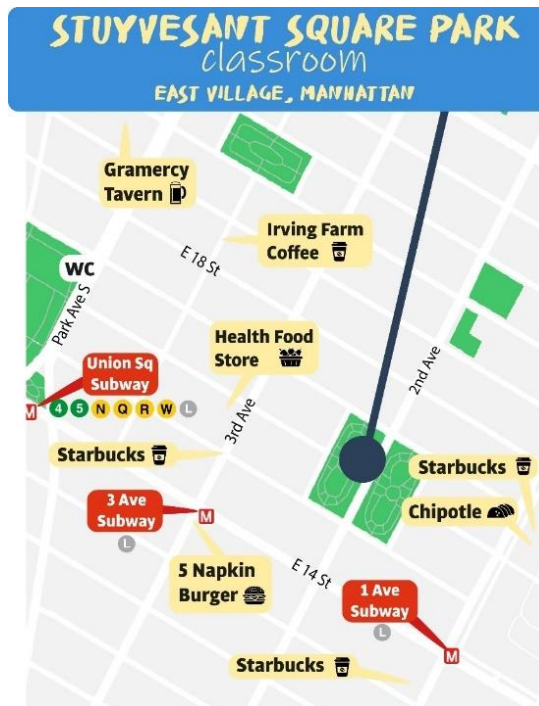 STUYVESANT SQUARE PARK
classroom
EAST VILLAGE, MANHATTAN
Gramercy
Tavern
Irving Farm
Coffee
E 18 St
WC
Park Ave S
Health Food
Store
2nd Ave
Union Sq
Subway
M
4 5 N Q R W L
3rd Ave
Starbucks
Starbucks
Chipotle
3 Ave
Subway
M
L
5 Napkin
Burger
E 14 St
1 Ave
Subway
L
M
Starbucks